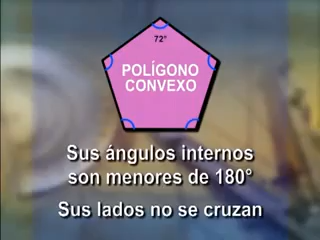 72°
POLÍGONO
CONVEXO
Sus ángulos internos
son menores de 180°
Sus lados no se cruzan